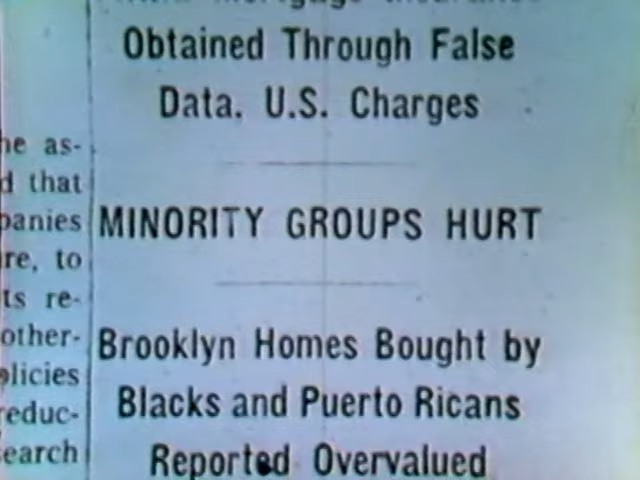 Obtained Through False
Data. U.S. Charges
MINORITY GROUPS HURT
Brooklyn Homes Bought by
Blacks and Puerto Ricans
Reported Overvalued
he as-
d that
panies
re, to
ts re-
other-
olicies
reduc-
earch